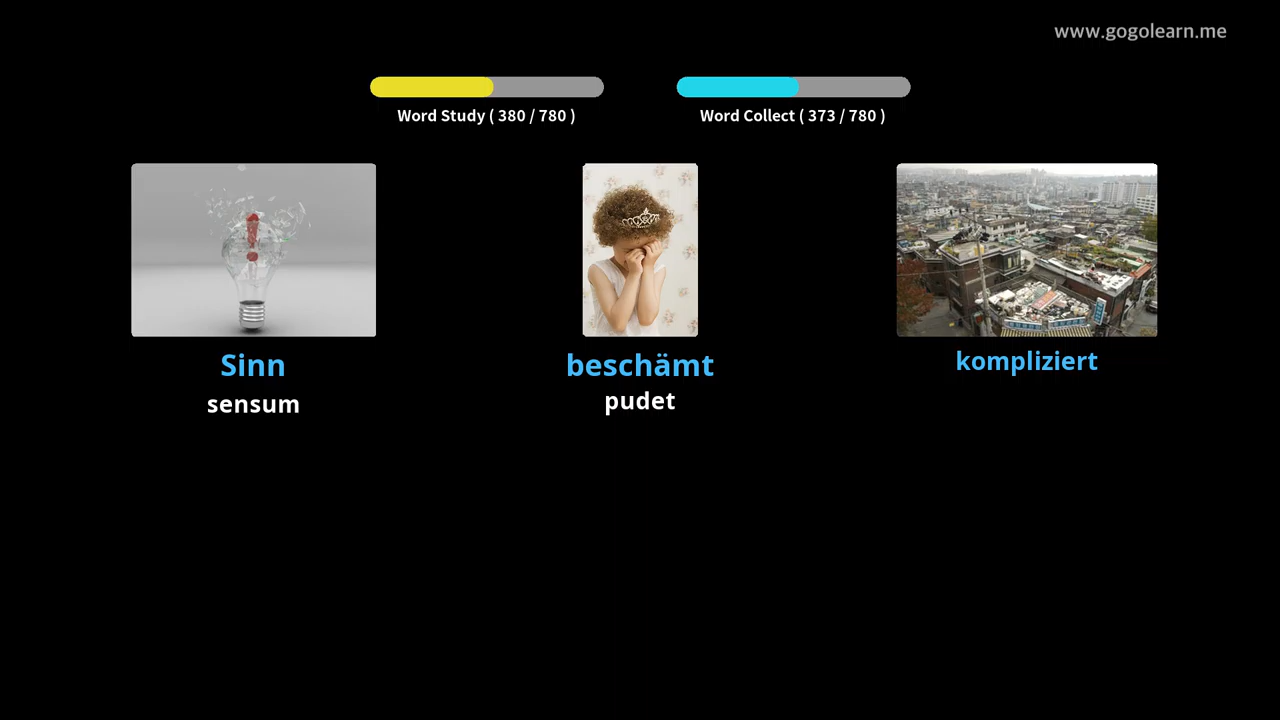 www.gogolearn.me
Word Study ( 380 / 780 )
Word Collect ( 373 / 780 )
Sinn
sensum
beschämt
pudet
kompliziert